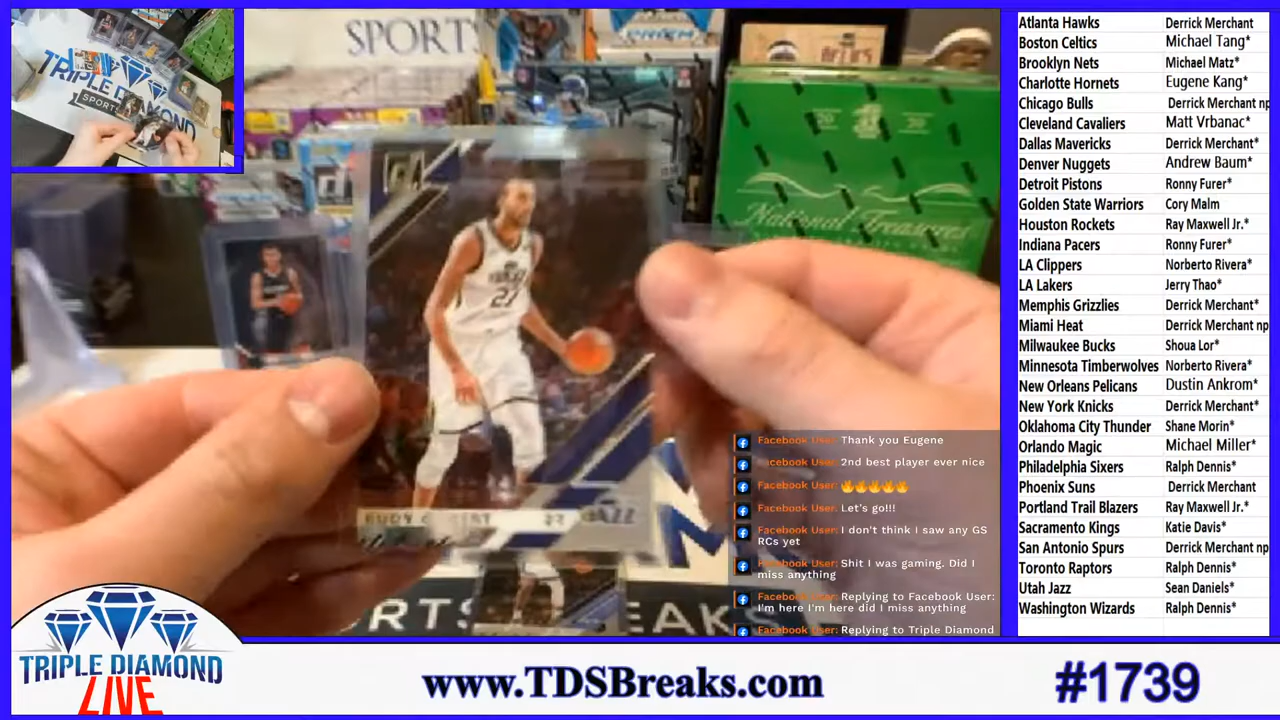 TRIPLE DIAMOND
SPORTS
SPORTS
National Treasures
27
RUDY GOBERT 27
JAZZ
Atlanta Hawks Derrick Merchant
Boston Celtics Michael Tang*
Brooklyn Nets Michael Matz*
Charlotte Hornets Eugene Kang*
Chicago Bulls Derrick Merchant np
Cleveland Cavaliers Matt Vrbanac*
Dallas Mavericks Derrick Merchant*
Denver Nuggets Andrew Baum*
Detroit Pistons Ronny Furer*
Golden State Warriors Cory Malm
Houston Rockets Ray Maxwell Jr.*
Indiana Pacers Ronny Furer*
LA Clippers Norberto Rivera*
LA Lakers Jerry Thao*
Memphis Grizzlies Derrick Merchant*
Miami Heat Derrick Merchant np
Milwaukee Bucks Shoua Lor*
Minnesota Timberwolves Norberto Rivera*
New Orleans Pelicans Dustin Ankrom*
New York Knicks Derrick Merchant*
Oklahoma City Thunder Shane Morin*
Orlando Magic Michael Miller*
Philadelphia Sixers Ralph Dennis*
Phoenix Suns Derrick Merchant
Portland Trail Blazers Ray Maxwell Jr.*
Sacramento Kings Katie Davis*
San Antonio Spurs Derrick Merchant np
Toronto Raptors Ralph Dennis*
Utah Jazz Sean Daniels*
Washington Wizards Ralph Dennis*
Facebook User: Thank you Eugene
Facebook User: 2nd best player ever nice
Facebook User: 🔥🔥🔥🔥🔥
Facebook User: Let's go!!!
Facebook User: I don't think I saw any GS
RCs yet
Facebook User: Shit I was gaming. Did I
miss anything
Facebook User: Replying to Facebook User:
I'm here I'm here did I miss anything
Facebook User: Replying to Triple Diamond
TRIPLE DIAMOND
LIVE
www.TDSBreaks.com
#1739